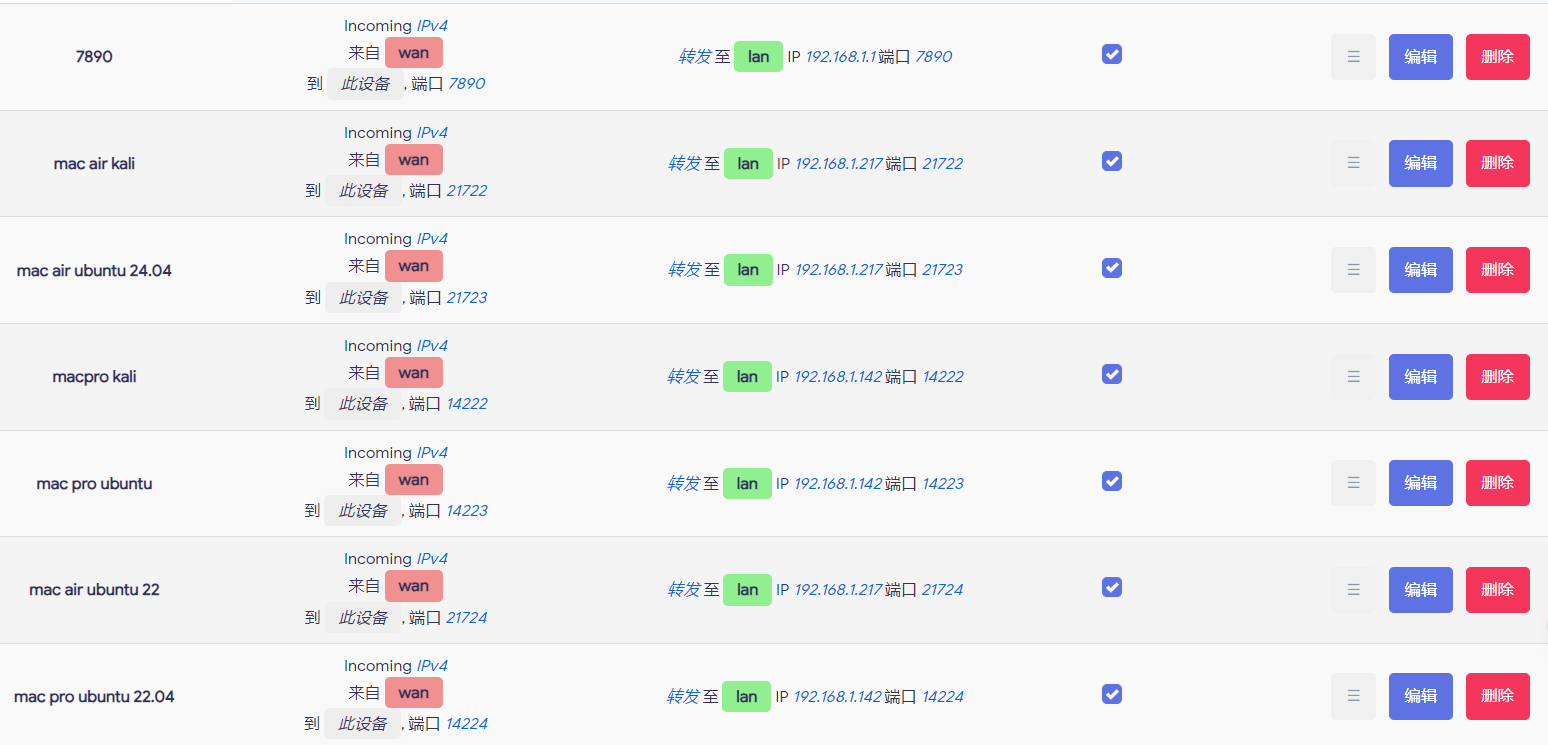 7890
Incoming IPv4
来自 wan
到 此设备 , 端口 7890
转发 至 lan IP 192.168.1.1 端口 7890
编辑
删除
mac air kali
Incoming IPv4
来自 wan
到 此设备 , 端口 21722
转发 至 lan IP 192.168.1.217 端口 21722
编辑
删除
mac air ubuntu 24.04
Incoming IPv4
来自 wan
到 此设备 , 端口 21723
转发 至 lan IP 192.168.1.217 端口 21723
编辑
删除
macpro kali
Incoming IPv4
来自 wan
到 此设备 , 端口 14222
转发 至 lan IP 192.168.1.142 端口 14222
编辑
删除
mac pro ubuntu
Incoming IPv4
来自 wan
到 此设备 , 端口 14223
转发 至 lan IP 192.168.1.142 端口 14223
编辑
删除
mac air ubuntu 22
Incoming IPv4
来自 wan
到 此设备 , 端口 21724
转发 至 lan IP 192.168.1.217 端口 21724
编辑
删除
mac pro ubuntu 22.04
Incoming IPv4
来自 wan
到 此设备 , 端口 14224
转发 至 lan IP 192.168.1.142 端口 14224
编辑
删除